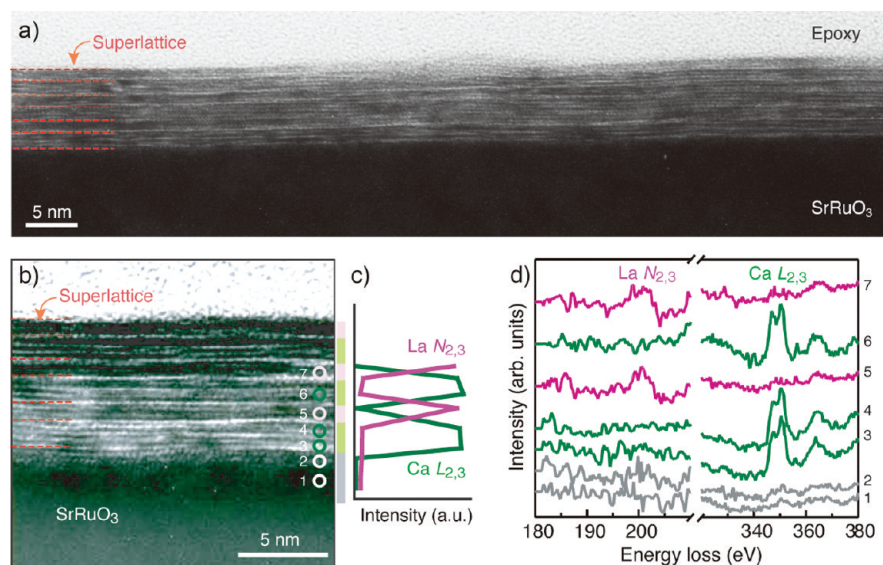 a)
Superlattice
Epoxy
5 nm
SrRuO₃
b)
Superlattice
7
6
5
4
3
2
1
SrRuO₃
5 nm
c)
La N₂,₃
Ca L₂,₃
Intensity (a.u.)
d)
La N₂,₃
Ca L₂,₃
Intensity (arb. units)
7
6
5
4
3
2
1
180 190 200 340 360 380
Energy loss (eV)